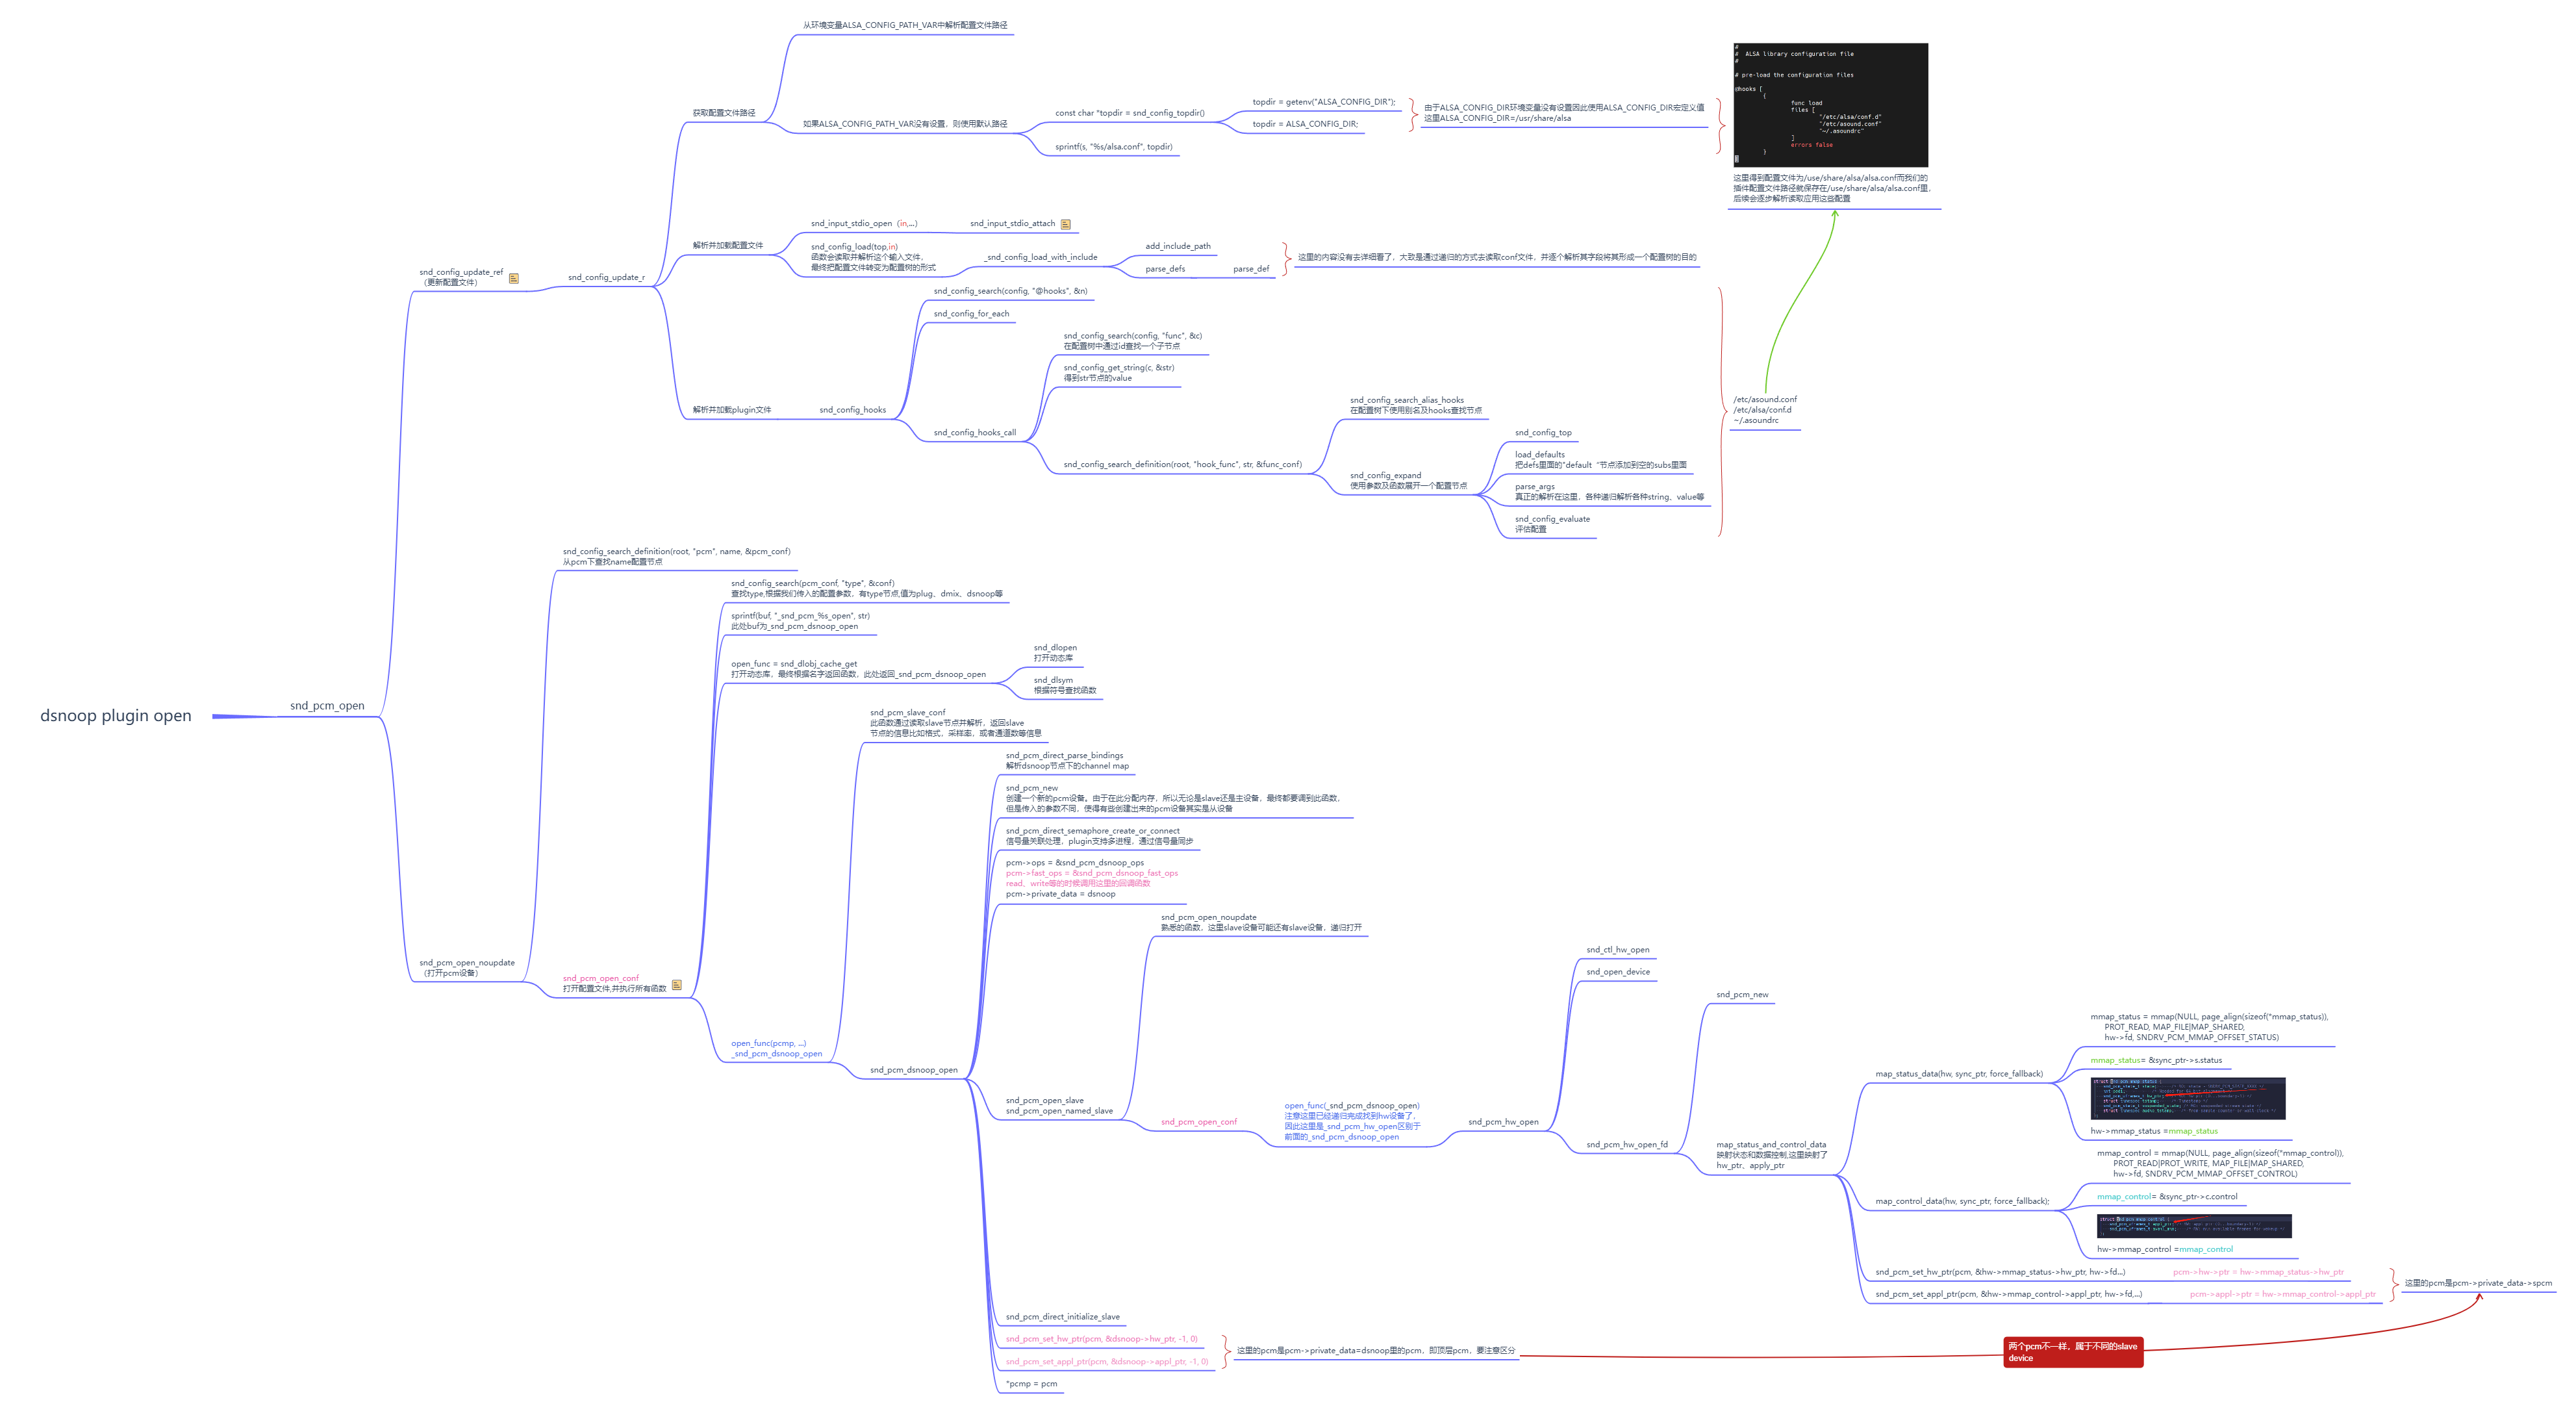 dsnoop plugin open
snd_pcm_open
snd_config_update_ref
（更新配置文件）
snd_config_update_r
获取配置文件路径
从环境变量ALSA_CONFIG_PATH_VAR中解析配置文件路径
如果ALSA_CONFIG_PATH_VAR没有设置，则使用默认路径
const char *topdir = snd_config_topdir()
topdir = getenv("ALSA_CONFIG_DIR");
topdir = ALSA_CONFIG_DIR;
由于ALSA_CONFIG_DIR环境变量没有设置因此使用ALSA_CONFIG_DIR宏定义值
这里ALSA_CONFIG_DIR=/usr/share/alsa
sprintf(s, "%s/alsa.conf", topdir)
#
# ALSA library configuration file
#
# pre-load the configuration files
@hooks [
{
func load
files [
"/etc/alsa/conf.d"
"/etc/asound.conf"
"~/.asoundrc"
]
errors false
}
]
这里得到配置文件为/use/share/alsa/alsa.conf而我们的
插件配置文件路径就保存在/use/share/alsa/alsa.conf里，
后续会逐步解析读取应用这些配置
解析并加载配置文件
snd_input_stdio_open（in,...）
snd_input_stdio_attach
snd_config_load(top,in)
函数会读取并解析这个输入文件，
最终把配置文件转变为配置树的形式
_snd_config_load_with_include
add_include_path
parse_defs
parse_def
这里的内容没有去详细看了，大致是通过递归的方式去读取conf文件，并逐个解析其字段将其形成一个配置树的目的
解析并加载plugin文件
snd_config_hooks
snd_config_search(config, "@hooks", &n)
snd_config_for_each
snd_config_hooks_call
snd_config_search(config, "func", &c)
在配置树中通过id查找一个子节点
snd_config_get_string(c, &str)
得到str节点的value
snd_config_search_definition(root, "hook_func", str, &func_conf)
snd_config_search_alias_hooks
在配置树下使用别名及hooks查找节点
snd_config_expand
使用参数及函数展开一个配置节点
snd_config_top
load_defaults
把defs里面的“default“节点添加到空的subs里面
parse_args
真正的解析在这里，各种递归解析各种string、value等
snd_config_evaluate
评估配置
/etc/asound.conf
/etc/alsa/conf.d
~/.asoundrc
snd_pcm_open_noupdate
（打开pcm设备）
snd_config_search_definition(root, "pcm", name, &pcm_conf)
从pcm下查找name配置节点
snd_pcm_open_conf
打开配置文件,并执行所有函数
snd_config_search(pcm_conf, "type", &conf)
查找type,根据我们传入的配置参数，有type节点,值为plug、dmix、dsnoop等
sprintf(buf, "_snd_pcm_%s_open", str)
此处buf为_snd_pcm_dsnoop_open
open_func = snd_dlobj_cache_get
打开动态库，最终根据名字返回函数，此处返回_snd_pcm_dsnoop_open
snd_dlopen
打开动态库
snd_dlsym
根据符号查找函数
open_func(pcmp, ...)
_snd_pcm_dsnoop_open
snd_pcm_slave_conf
此函数通过读取slave节点并解析，返回slave
节点的信息比如格式，采样率，或者通道数等信息
snd_pcm_dsnoop_open
snd_pcm_direct_parse_bindings
解析dsnoop节点下的channel map
snd_pcm_new
创建一个新的pcm设备。由于在此分配内存，所以无论是slave还是主设备，最终都要调到此函数，
但是传入的参数不同，使得有些创建出来的pcm设备其实是从设备
snd_pcm_direct_semaphore_create_or_connect
信号量关联处理，plugin支持多进程，通过信号量同步
pcm->ops = &snd_pcm_dsnoop_ops
pcm->fast_ops = &snd_pcm_dsnoop_fast_ops
read、write等的时候调用这里的回调函数
pcm->private_data = dsnoop
snd_pcm_open_slave
snd_pcm_open_named_slave
snd_pcm_open_noupdate
熟悉的函数，这里slave设备可能还有slave设备，递归打开
snd_pcm_open_conf
open_func(_snd_pcm_dsnoop_open)
注意这里已经递归完成找到hw设备了，
因此这里是_snd_pcm_hw_open区别于
前面的_snd_pcm_dsnoop_open
snd_pcm_hw_open
snd_ctl_hw_open
snd_open_device
snd_pcm_hw_open_fd
snd_pcm_new
map_status_and_control_data
映射状态和数据控制,这里映射了
hw_ptr、apply_ptr
map_status_data(hw, sync_ptr, force_fallback)
mmap_status = mmap(NULL, page_align(sizeof(*mmap_status)),
PROT_READ, MAP_FILE|MAP_SHARED,
hw->fd, SNDRV_PCM_MMAP_OFFSET_STATUS)
mmap_status= &sync_ptr->s.status
hw->mmap_status =mmap_status
map_control_data(hw, sync_ptr, force_fallback);
mmap_control = mmap(NULL, page_align(sizeof(*mmap_control)),
PROT_READ|PROT_WRITE, MAP_FILE|MAP_SHARED,
hw->fd, SNDRV_PCM_MMAP_OFFSET_CONTROL)
mmap_control= &sync_ptr->c.control
hw->mmap_control =mmap_control
snd_pcm_set_hw_ptr(pcm, &hw->mmap_status->hw_ptr, hw->fd...)
pcm->hw->ptr = hw->mmap_status->hw_ptr
snd_pcm_set_appl_ptr(pcm, &hw->mmap_control->appl_ptr, hw->fd,...)
pcm->appl->ptr = hw->mmap_control->appl_ptr
这里的pcm是pcm->private_data->spcm
snd_pcm_direct_initialize_slave
snd_pcm_set_hw_ptr(pcm, &dsnoop->hw_ptr, -1, 0)
snd_pcm_set_appl_ptr(pcm, &dsnoop->appl_ptr, -1, 0)
这里的pcm是pcm->private_data=dsnoop里的pcm，即顶层pcm，要注意区分
两个pcm不一样，属于不同的slave
device
*pcmp = pcm